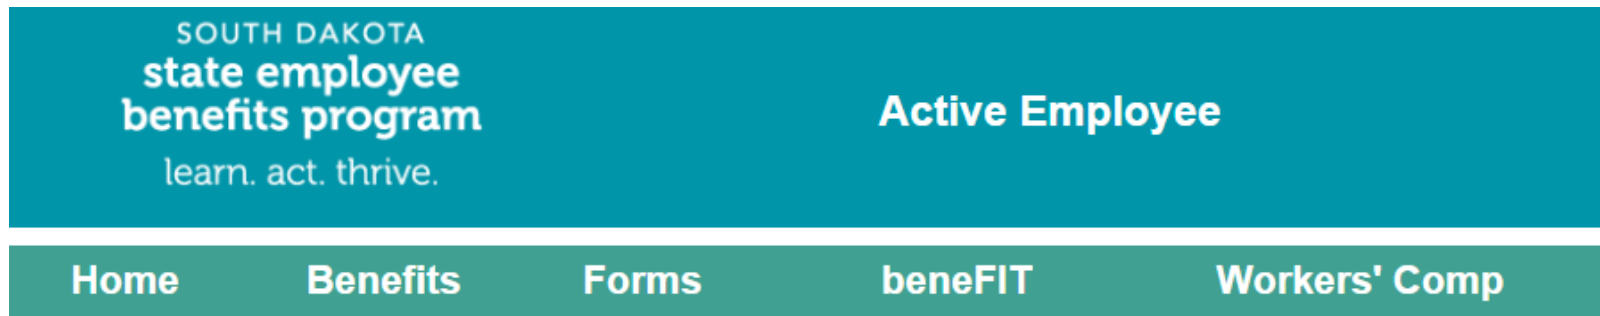 SOUTH DAKOTA
state employee
benefits program
learn. act. thrive.
Active Employee
Home Benefits Forms beneFIT Workers' Comp